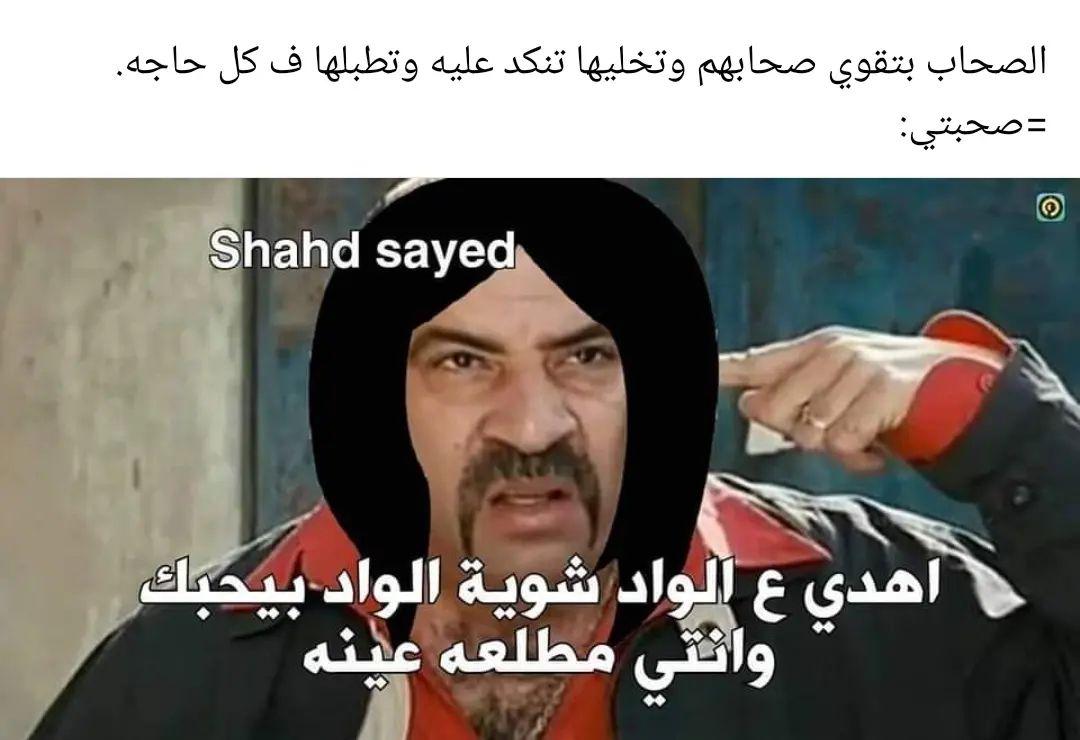 الصحاب بتقوي صحابهم وتخليها تنكد عليه وتطبلها ف كل حاجه.
=صحبتي:
Shahd sayed
اهدي ع الواد شوية الواد بيحبك
وانتي مطلعه عينه